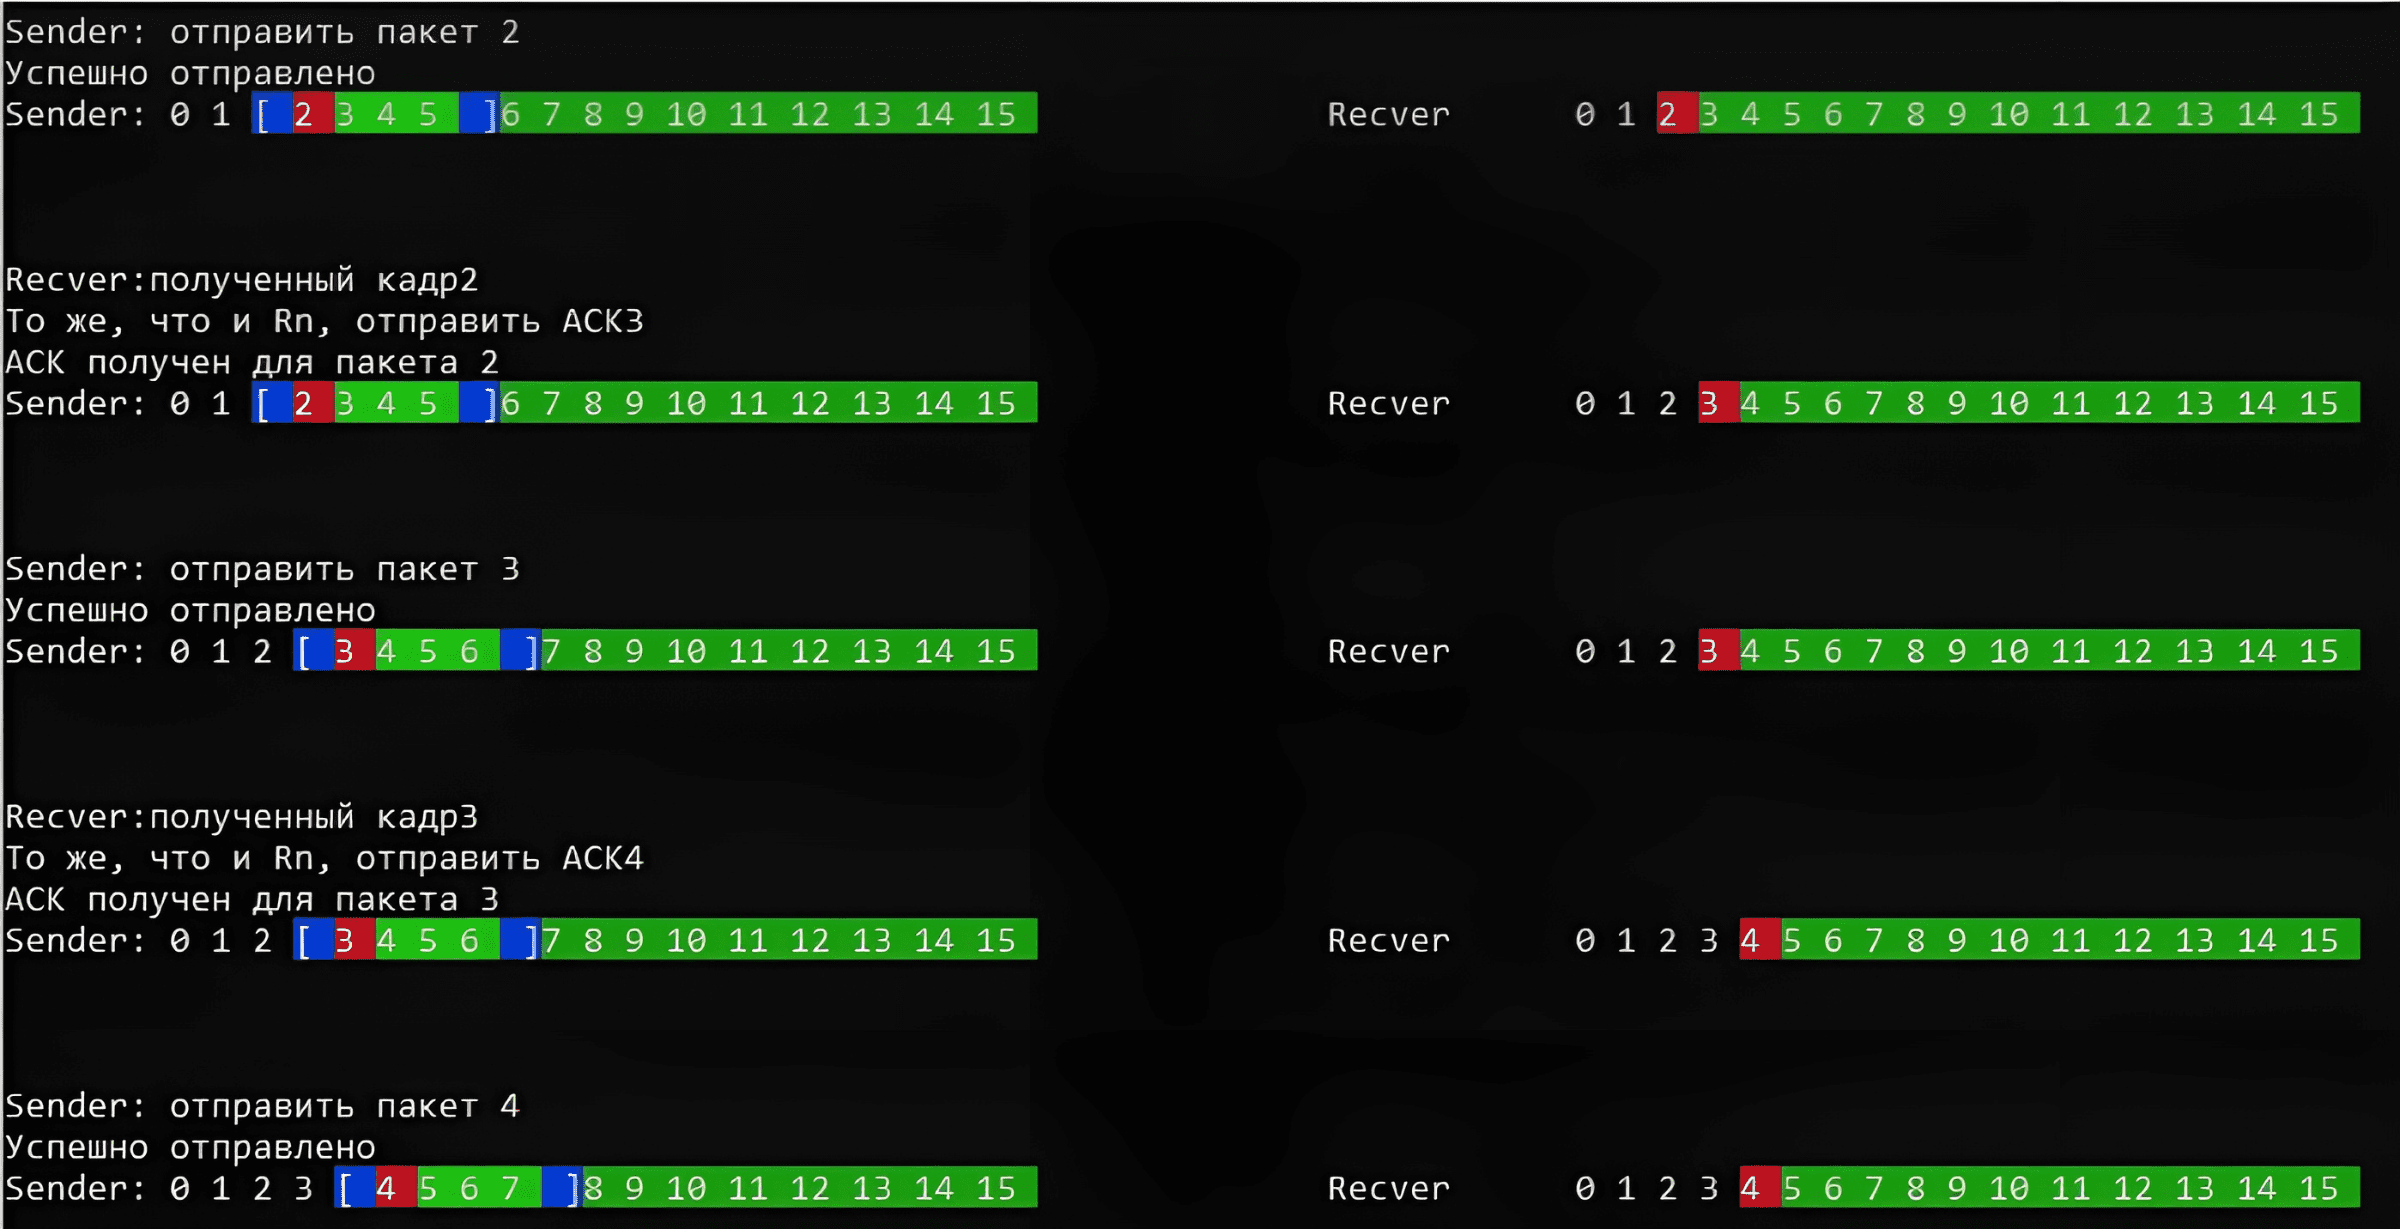 Sender: отправить пакет 2
Успешно отправлено
Sender: 0 1 [ 2 3 4 5 ]6 7 8 9 10 11 12 13 14 15 Recver 0 1 2 3 4 5 6 7 8 9 10 11 12 13 14 15
Recver:полученный кадр2
То же, что и Rn, отправить ACK3
ACK получен для пакета 2
Sender: 0 1 [ 2 3 4 5 ]6 7 8 9 10 11 12 13 14 15 Recver 0 1 2 3 4 5 6 7 8 9 10 11 12 13 14 15
Sender: отправить пакет 3
Успешно отправлено
Sender: 0 1 2 [ 3 4 5 6 ]7 8 9 10 11 12 13 14 15 Recver 0 1 2 3 4 5 6 7 8 9 10 11 12 13 14 15
Recver:полученный кадр3
То же, что и Rn, отправить ACK4
ACK получен для пакета 3
Sender: 0 1 2 [ 3 4 5 6 ]7 8 9 10 11 12 13 14 15 Recver 0 1 2 3 4 5 6 7 8 9 10 11 12 13 14 15
Sender: отправить пакет 4
Успешно отправлено
Sender: 0 1 2 3 [ 4 5 6 7 ]8 9 10 11 12 13 14 15 Recver 0 1 2 3 4 5 6 7 8 9 10 11 12 13 14 15